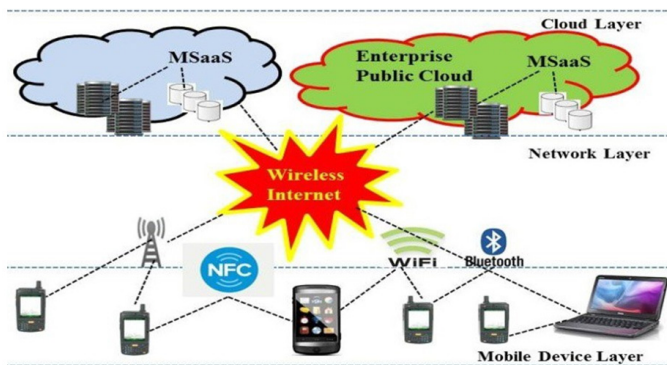 Cloud Layer
MSaaS
Enterprise
Public Cloud
MSaaS
Network Layer
Wireless
Internet
NFC
WiFi
Bluetooth
Mobile Device Layer